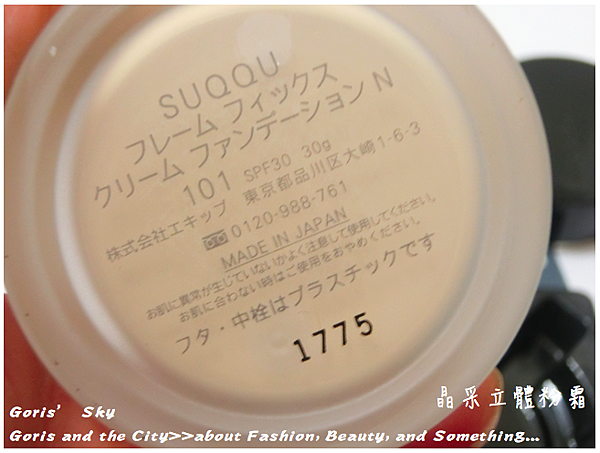 SUQQU
フレーム フィックス
クリーム ファンデーション N
101 SPF30 30g
株式会社エキップ 東京都品川区大崎1-6-3
0120-988-761
MADE IN JAPAN
お肌に異常が生じていないかよく注意して使用してください。
お肌に合わない時はご使用をおやめください。
フタ・中栓はプラスチックです
1775
晶采立體粉霜
Goris' Sky
Goris and the City>>about Fashion, Beauty, and Something...